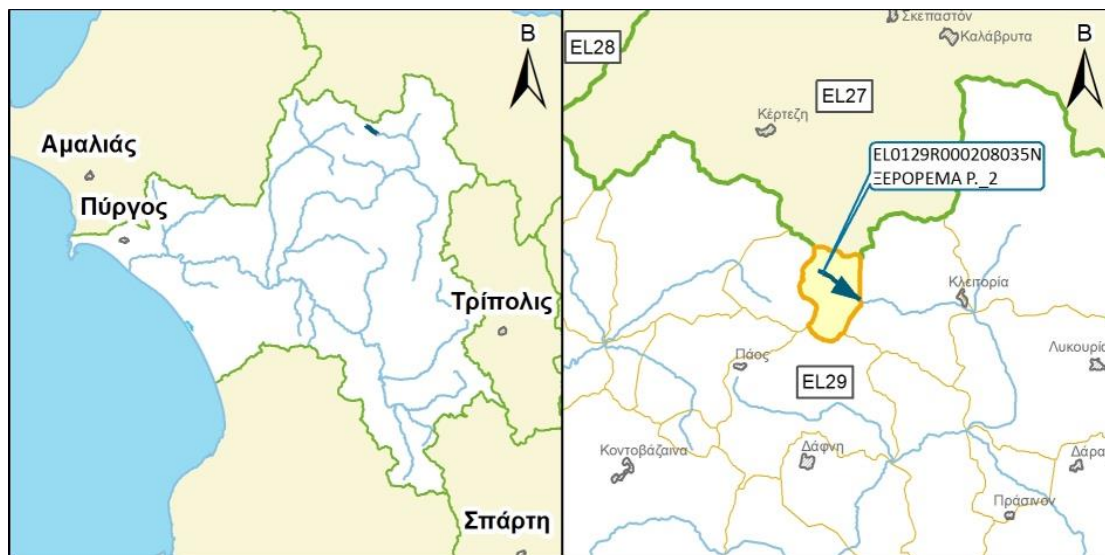 Β
Αμαλιάς
Πύργος
Τρίπολις
Σπάρτη
Β
Σκεπαστόν
Καλάβρυτα
EL28
EL27
Κέρτεζη
EL0129R000208035N
ΞΕΡΟΡΕΜΑ Ρ._2
Κλειτορία
Λυκουρία
Πάος
EL29
Κοντοβάζαινα
Δάφνη
Δάρα
Πράσινον